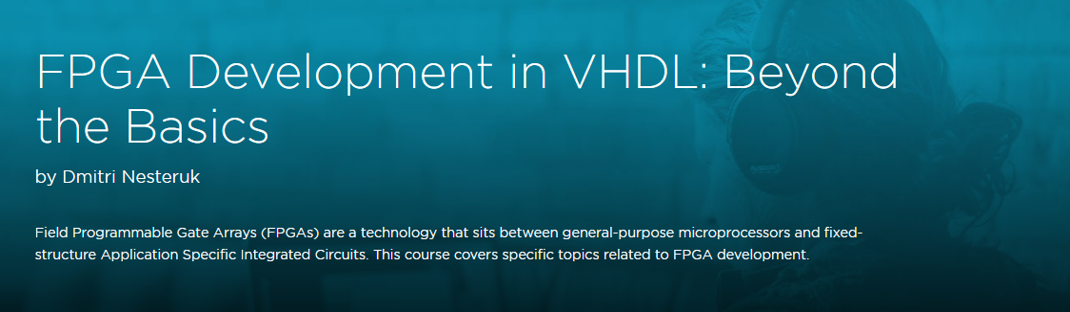 FPGA Development in VHDL: Beyond
the Basics
by Dmitri Nesteruk
Field Programmable Gate Arrays (FPGAs) are a technology that sits between general-purpose microprocessors and fixed-
structure Application Specific Integrated Circuits. This course covers specific topics related to FPGA development.